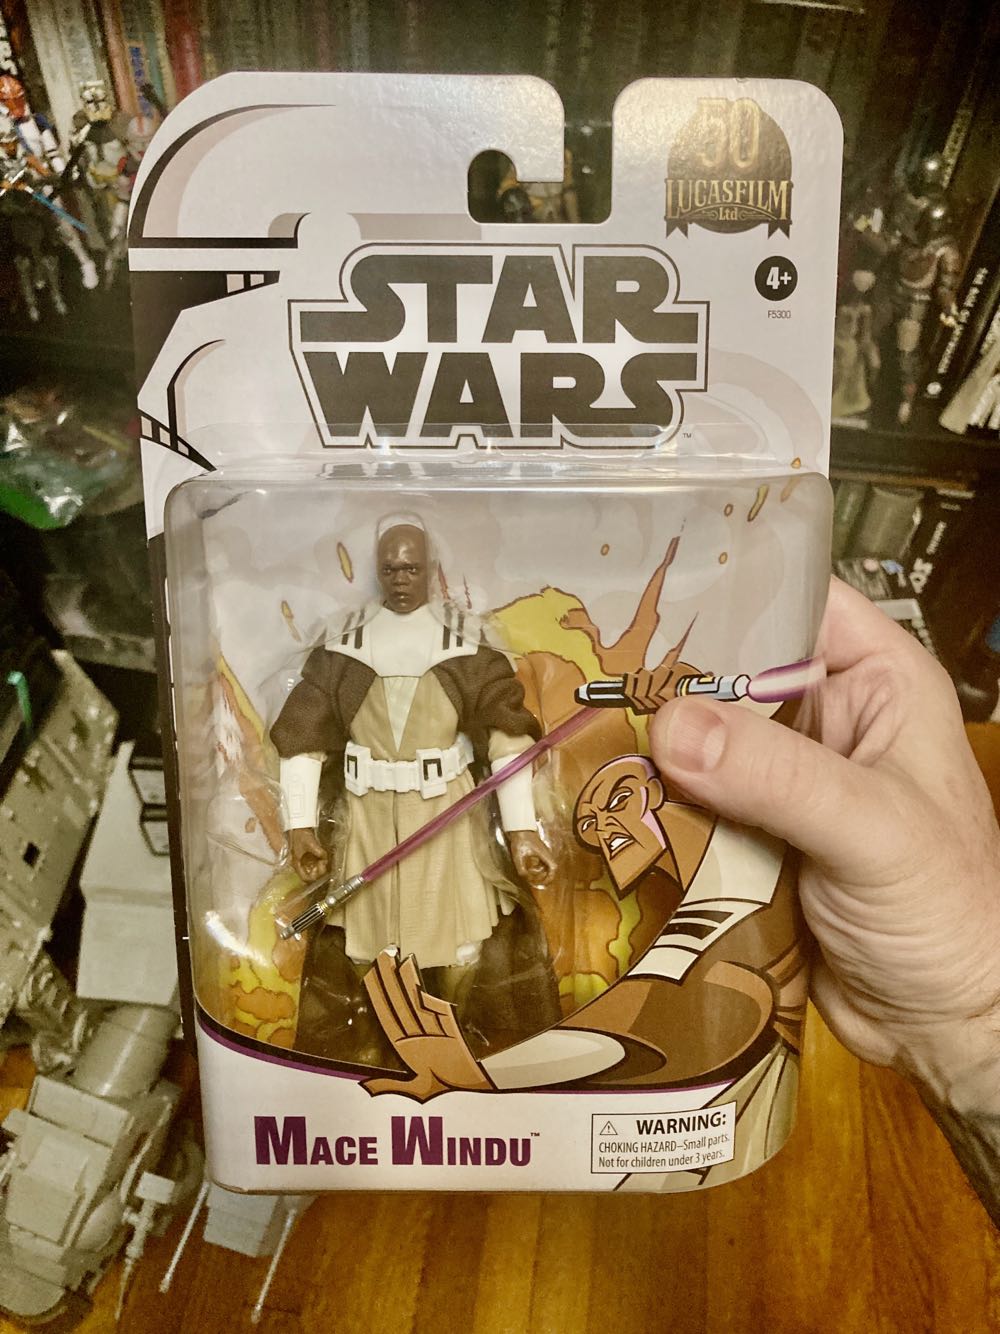 50
LUCASFILM
Ltd
STAR
WARS
™
4+
F5300
MACE WINDU™
⚠ WARNING:
CHOKING HAZARD–Small parts.
Not for children under 3 years.